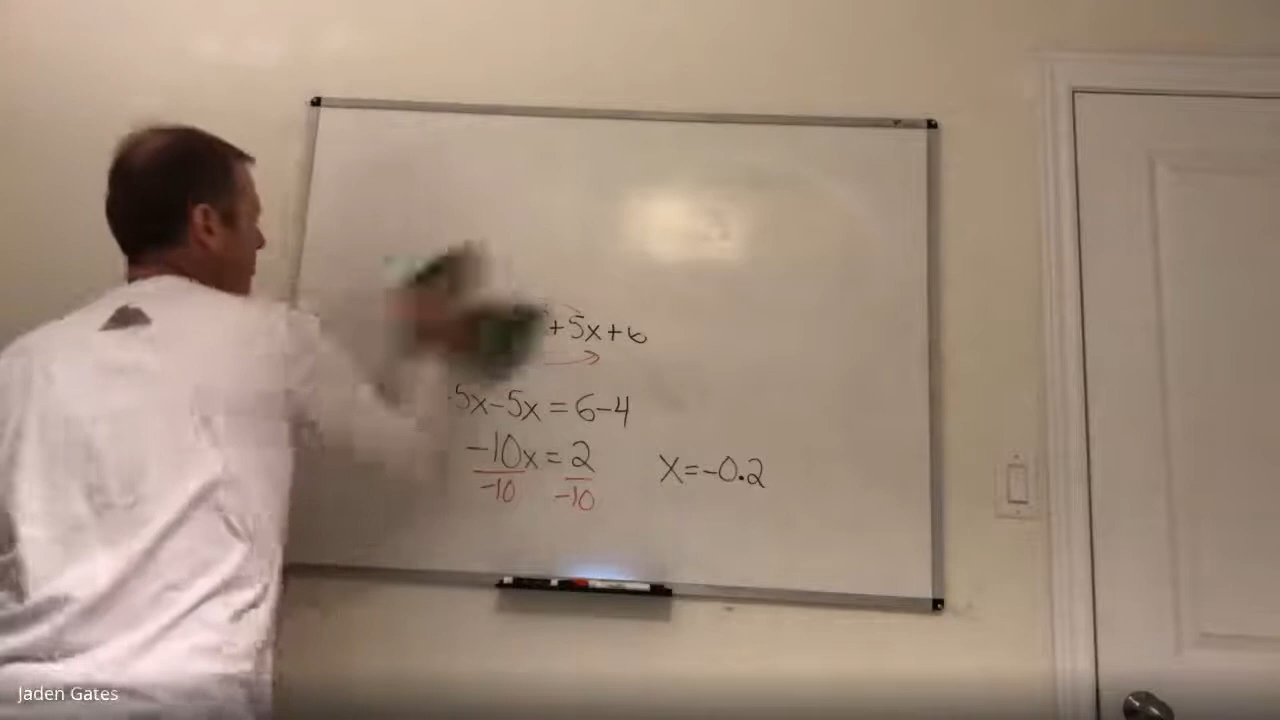 +5x+6
-5x-5x=6-4
-10x=2
-10 -10
x=-0.2
Jaden Gates